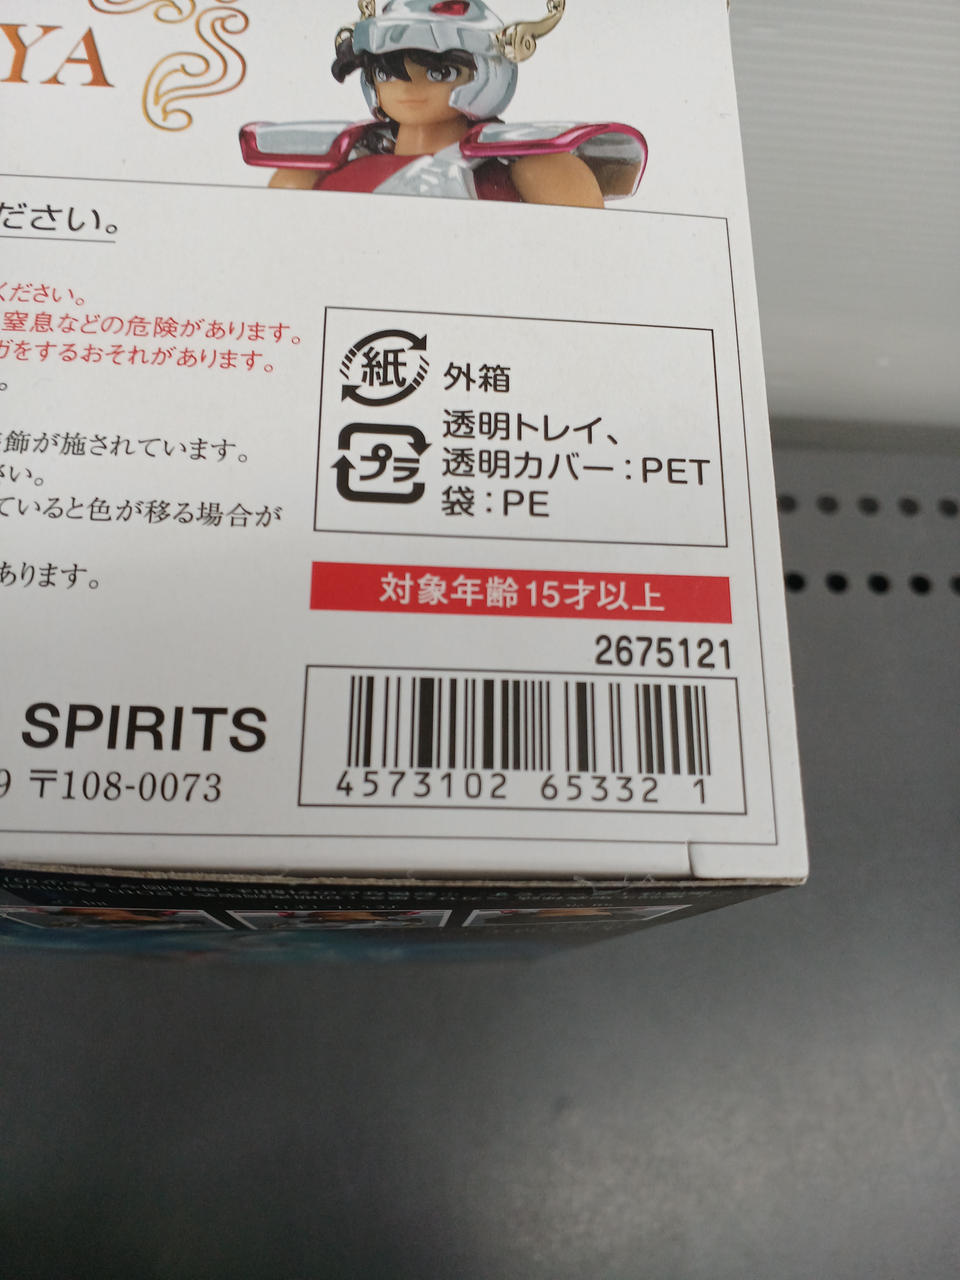 YA
ださい。
ください。
窒息などの危険があります。
ガをするおそれがあります。
。
飾が施されています。
さい。
ていると色が移る場合が
あります。
紙
外箱
プラ
透明トレイ、
透明カバー：PET
袋：PE
対象年齢15才以上
2675121
SPIRITS
9 〒108-0073
4573102 65332 1